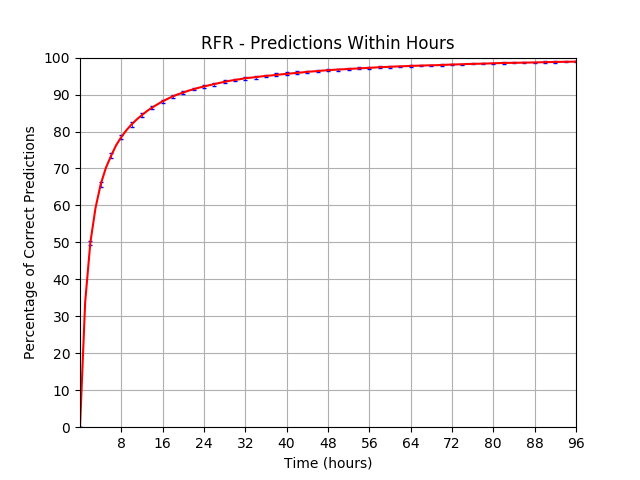 RFR - Predictions Within Hours
Percentage of Correct Predictions
100
90
80
70
60
50
40
30
20
10
0
8 16 24 32 40 48 56 64 72 80 88 96
Time (hours)